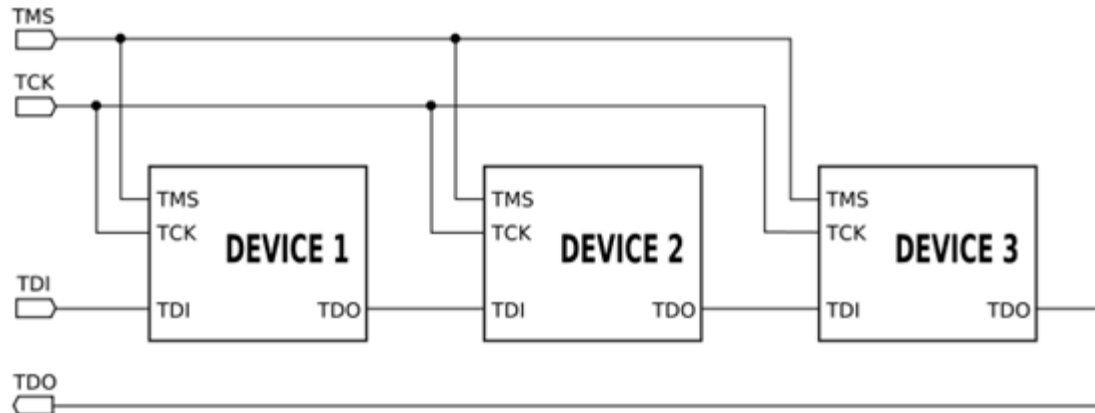 TMS
TCK
TMS
TCK
DEVICE 1
TDI
TDO
TMS
TCK
DEVICE 2
TDI
TDO
TMS
TCK
DEVICE 3
TDI
TDO
TDI
TDO